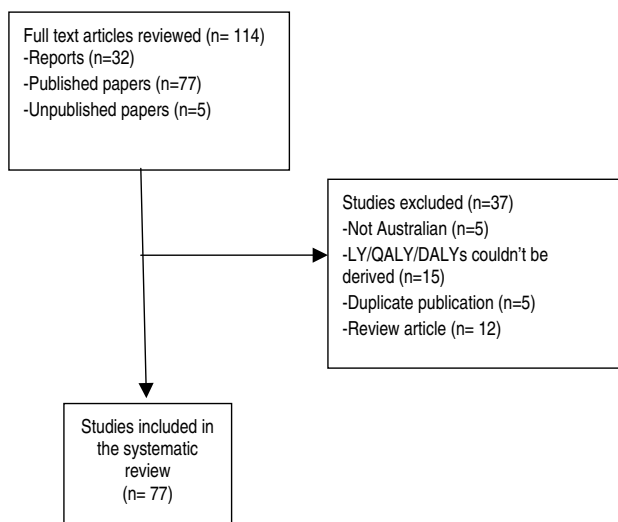 Full text articles reviewed (n= 114)
-Reports (n=32)
-Published papers (n=77)
-Unpublished papers (n=5)
Studies excluded (n=37)
-Not Australian (n=5)
-LY/QALY/DALYs couldn't be
derived (n=15)
-Duplicate publication (n=5)
-Review article (n= 12)
Studies included in
the systematic
review
(n= 77)